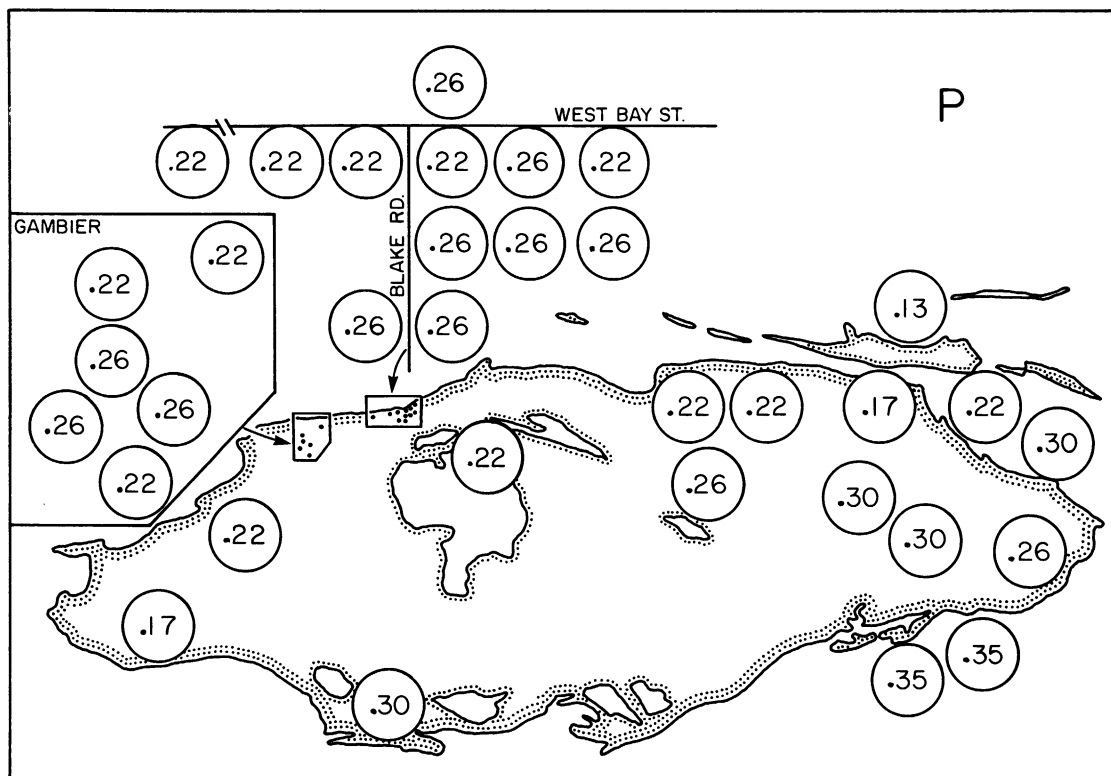 .26
P
WEST BAY ST.
.22 .22 .22 .22 .26 .22
BLAKE RD.
.26 .26 .26
.26 .26
GAMBIER
.22
.22
.26
.26
.26
.22
.13
.22 .22 .17 .22
.30
.22
.26
.30
.22
.30
.26
.17
.35
.35
.30